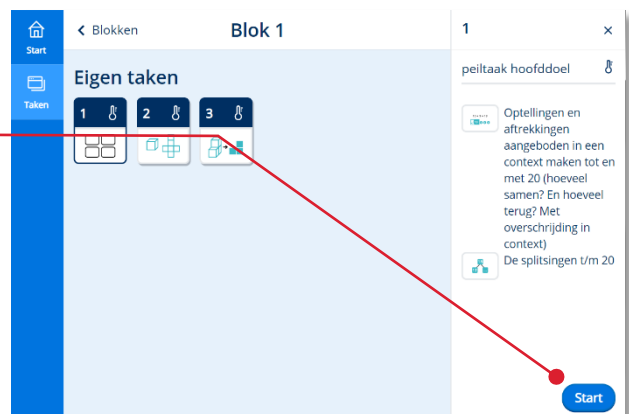 Start
Taken
Blokken
Blok 1
Eigen taken
1
2
3
1
peiltaak hoofddoel
Optellingen en
aftrekkingen
aangeboden in een
context maken tot en
met 20 (hoeveel
samen? En hoeveel
terug? Met
overschrijding in
context)
De splitsingen t/m 20
Start